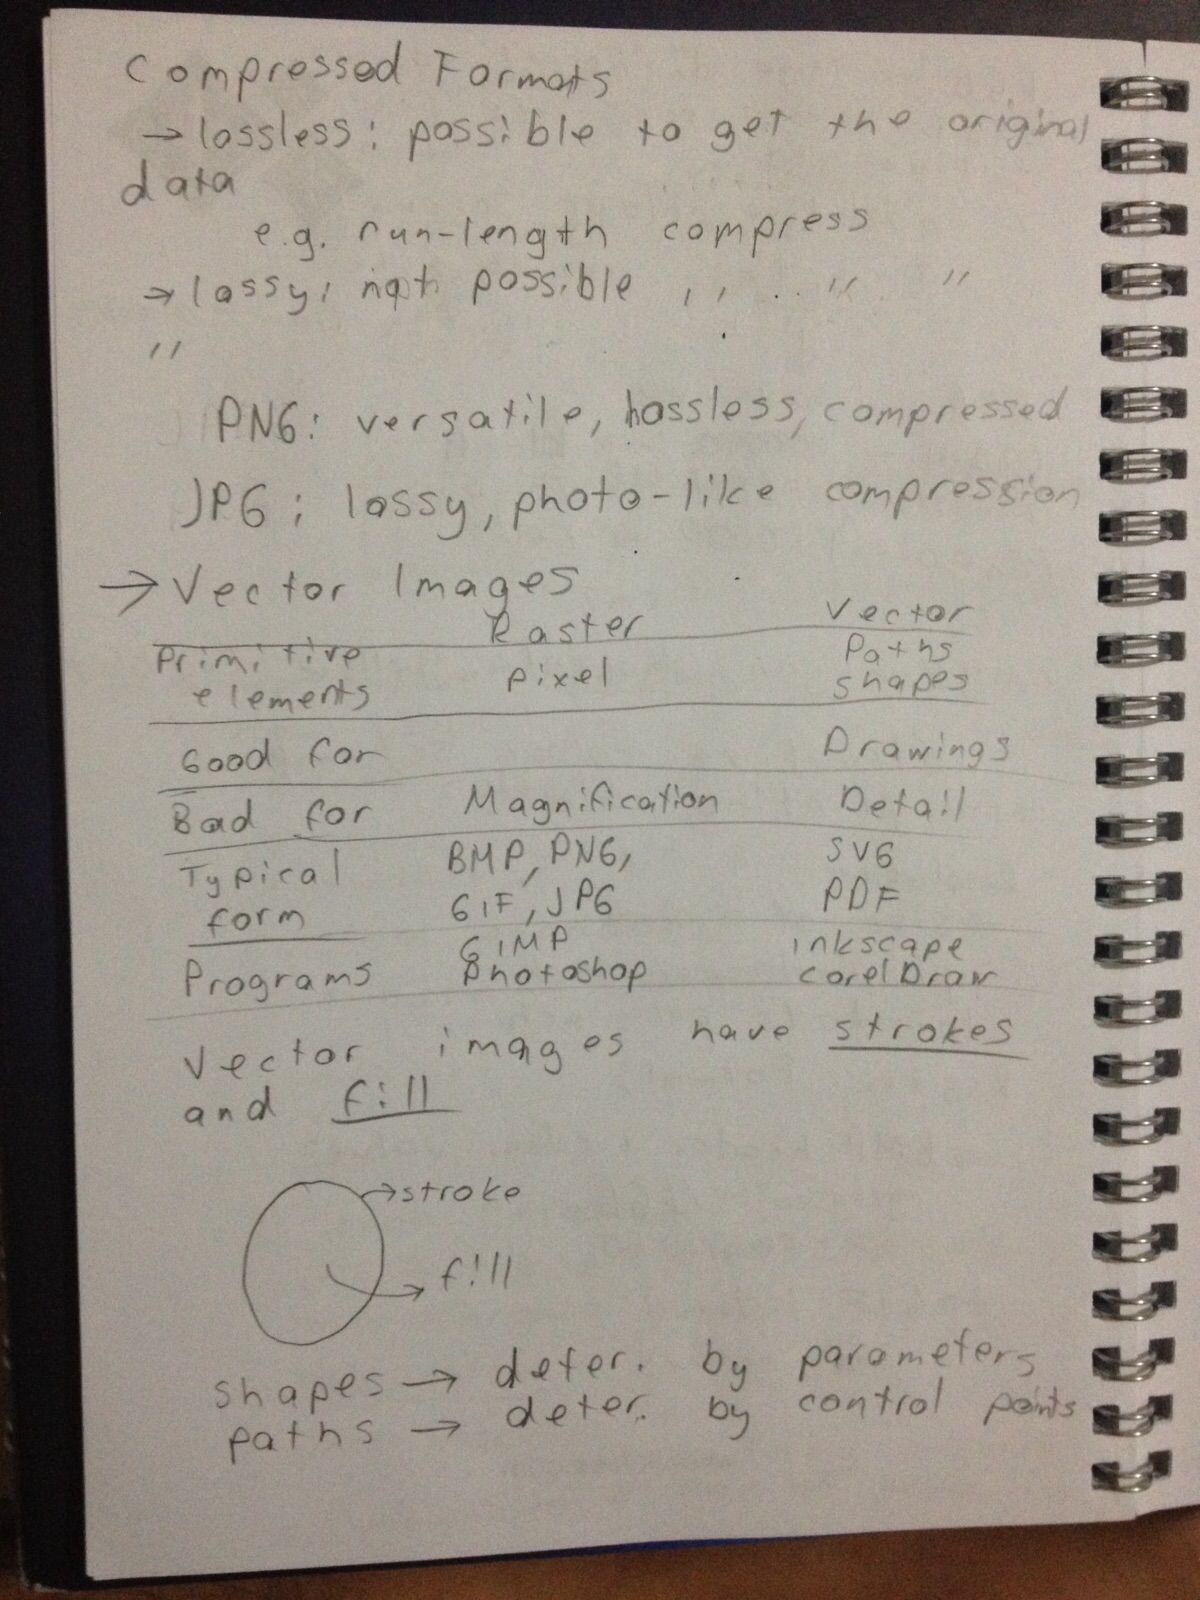 Compressed Formats
→ lossless: possible to get the original
data
e.g. run-length compress
→ lossy: not possible ,, .. " "
"
PNG: versatile, lossless, compressed
JPG: lossy, photo-like compression
→ Vector Images
Raster Vector
Primitive pixel Paths
elements shapes
Good for Drawings
Bad for Magnification Detail
Typical BMP, PNG, SVG
form GIF, JPG PDF
GIMP inkscape
Programs Photoshop corelDraw
Vector images have strokes
and fill
→ stroke
→ fill
shapes → deter. by parameters
paths → deter. by control points